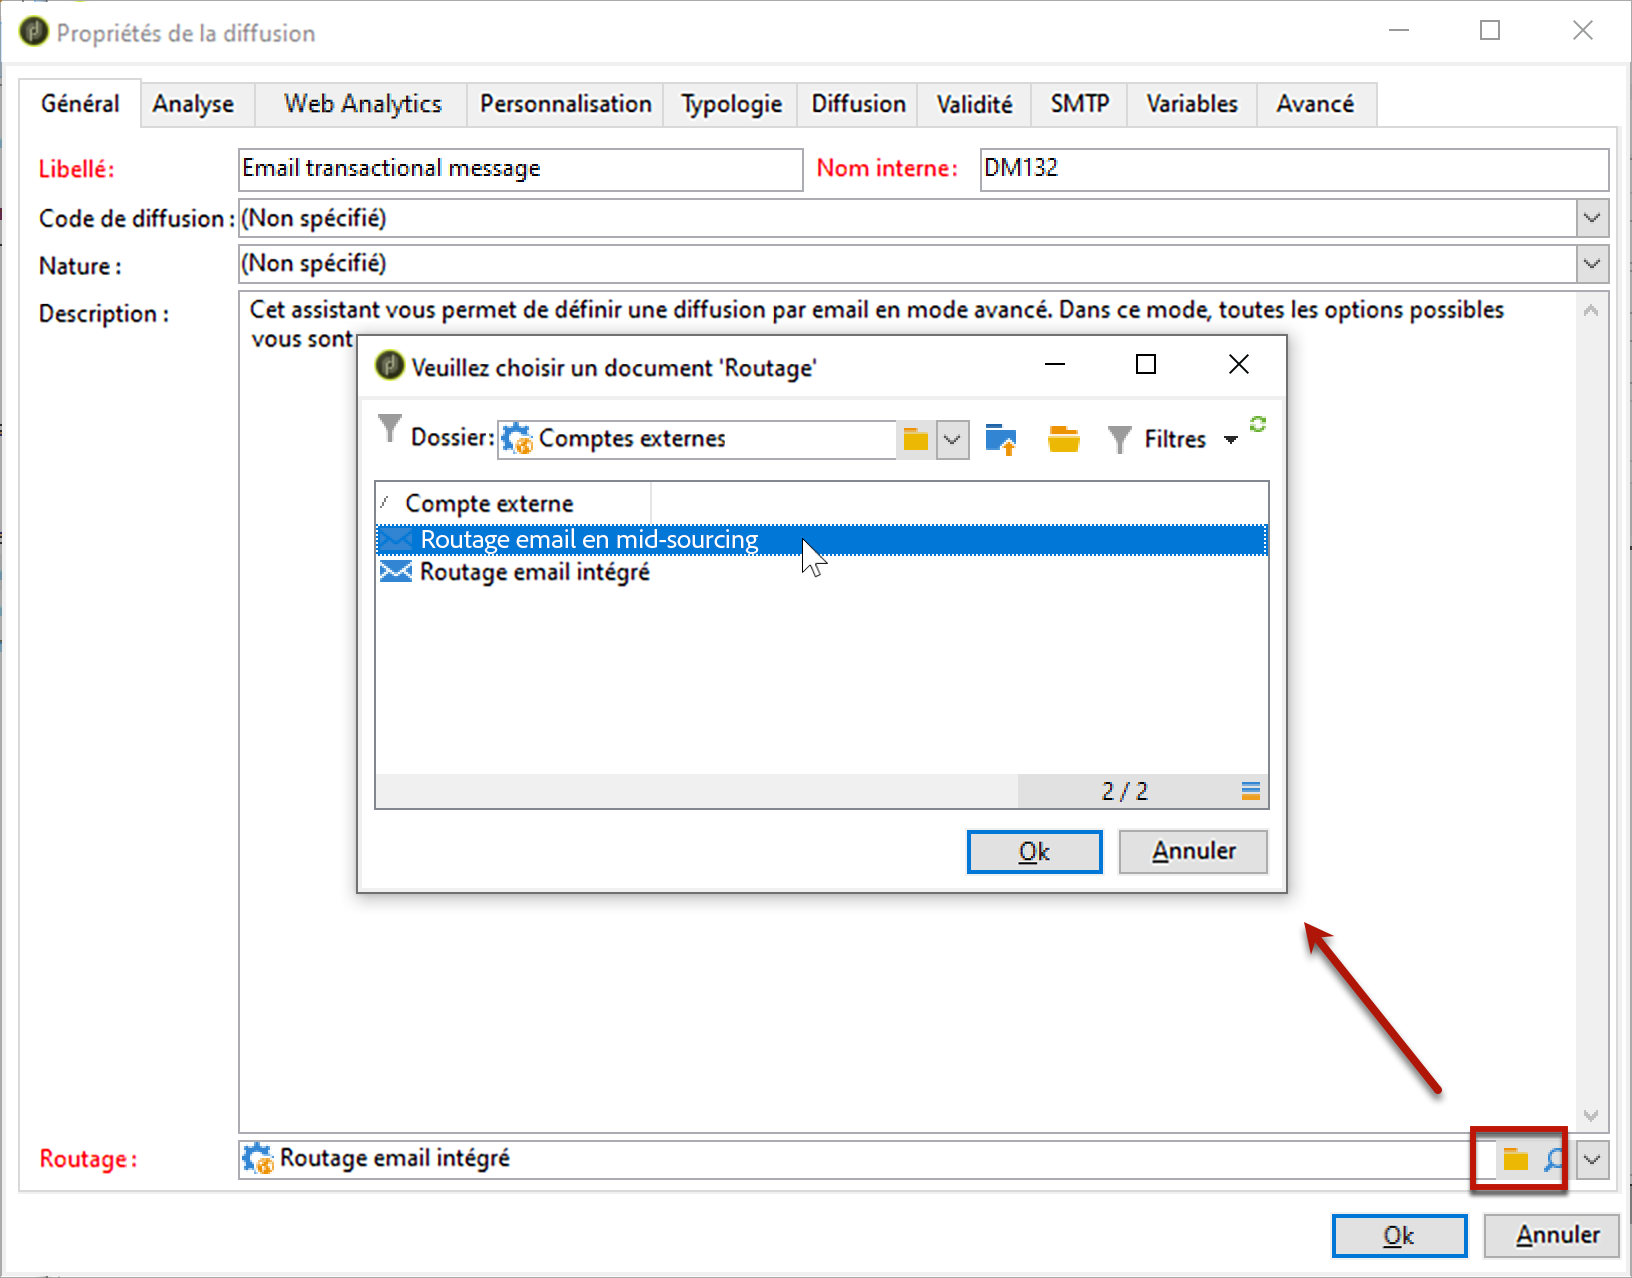 Propriétés de la diffusion
Général Analyse Web Analytics Personnalisation Typologie Diffusion Validité SMTP Variables Avancé
Libellé: Email transactional message Nom interne: DM132
Code de diffusion : (Non spécifié)
Nature : (Non spécifié)
Description : Cet assistant vous permet de définir une diffusion par email en mode avancé. Dans ce mode, toutes les options possibles
vous sont
Veuillez choisir un document 'Routage'
Dossier: Comptes externes Filtres
Compte externe
Routage email en mid-sourcing
Routage email intégré
2 / 2
Ok Annuler
Routage : Routage email intégré
Ok Annuler